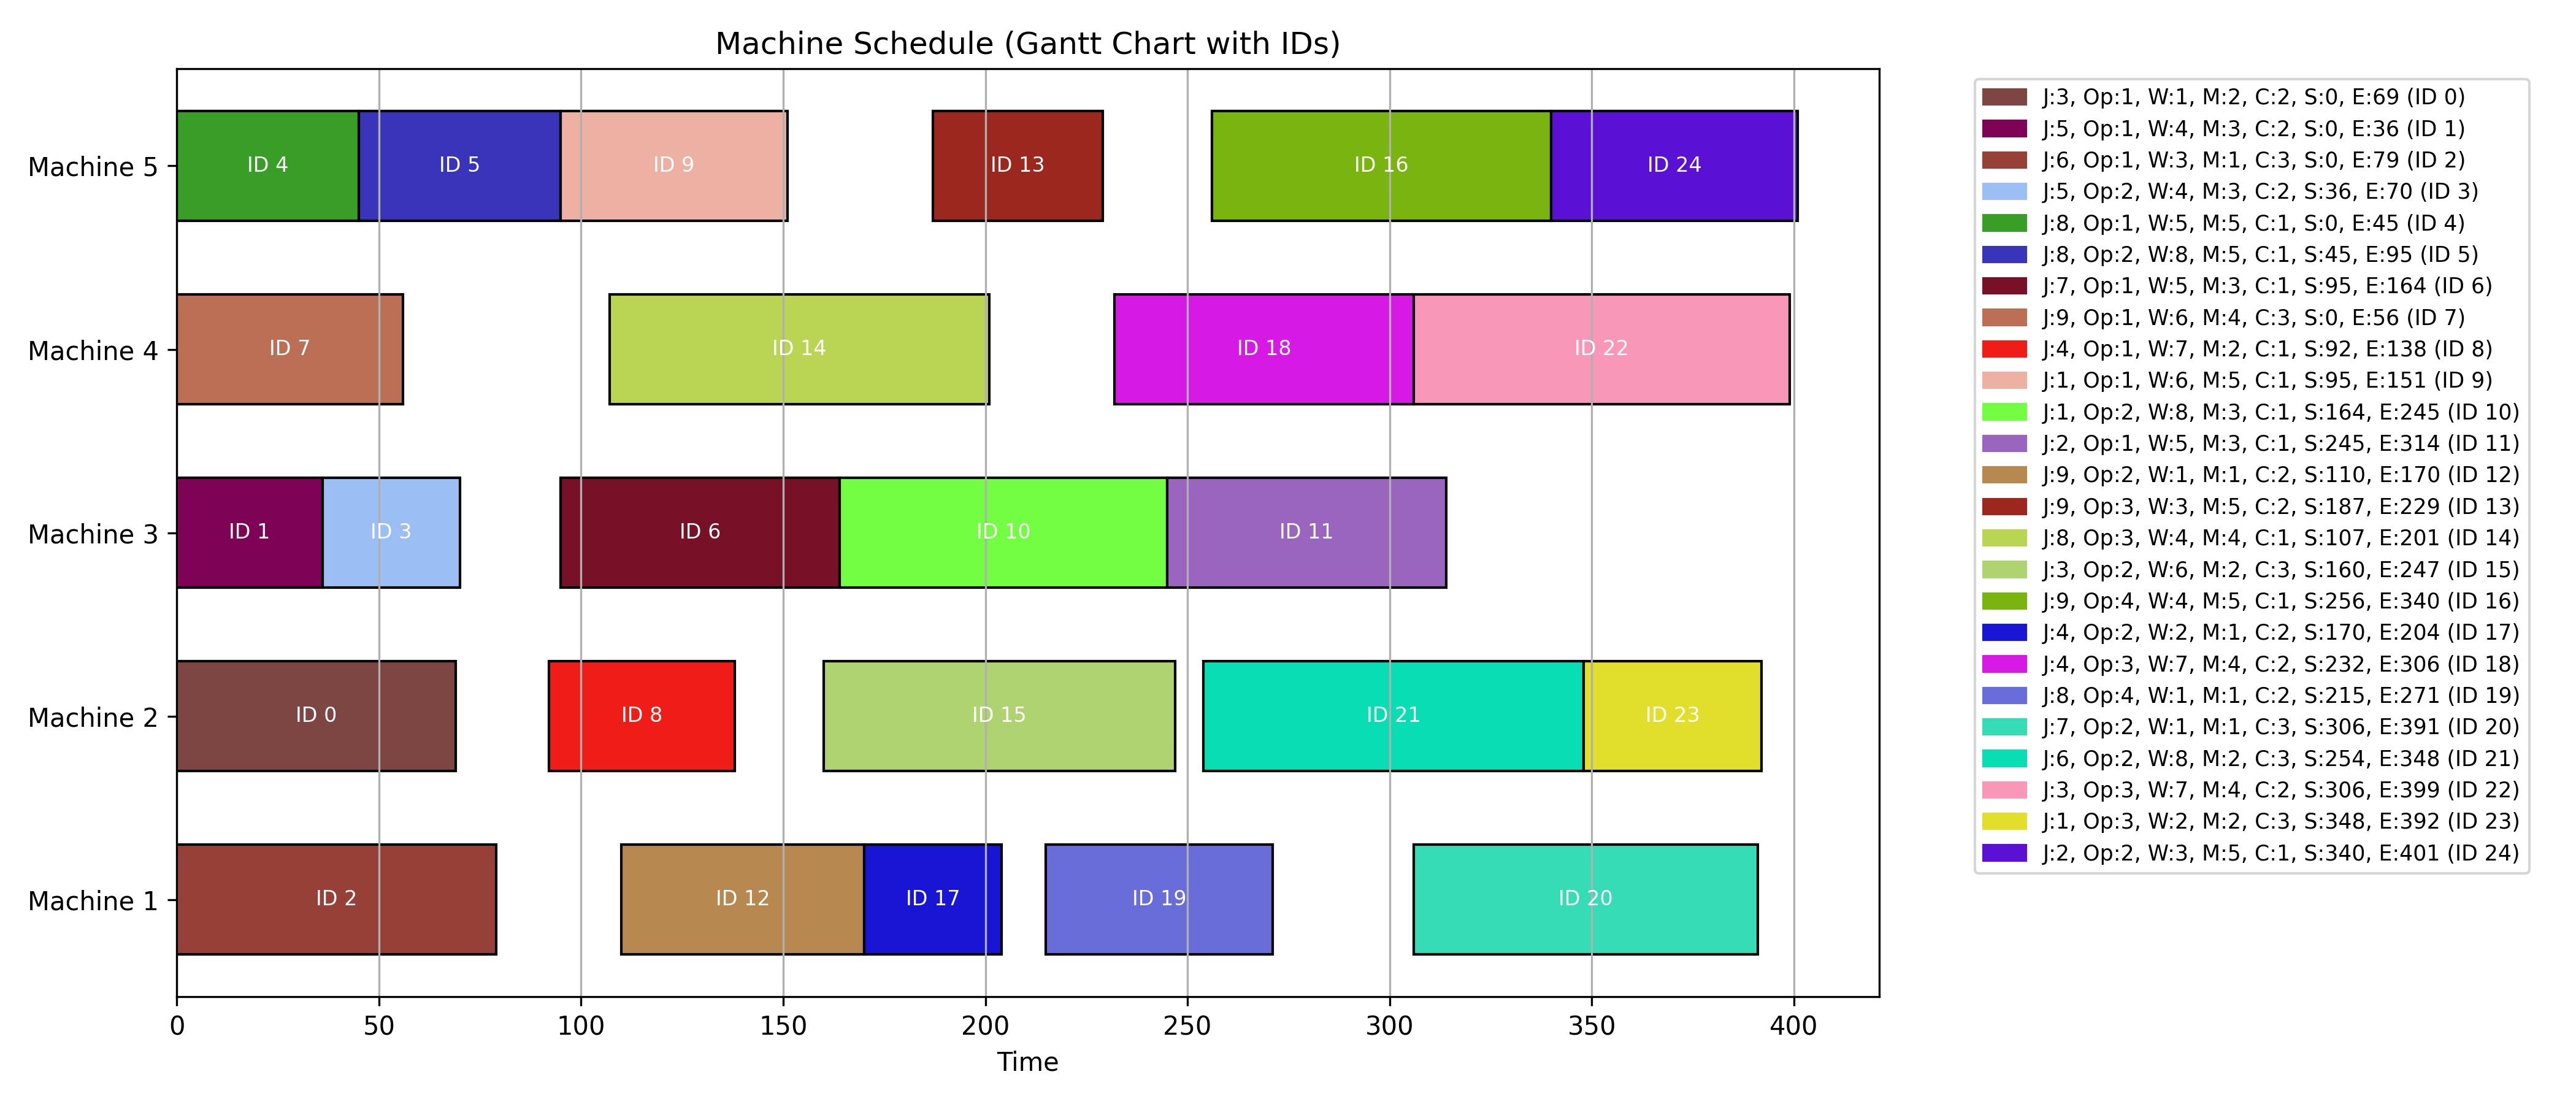 Machine Schedule (Gantt Chart with IDs)
Machine 5
ID 4
ID 5
ID 9
ID 13
ID 16
ID 24
Machine 4
ID 7
ID 14
ID 18
ID 22
Machine 3
ID 1
ID 3
ID 6
ID 10
ID 11
Machine 2
ID 0
ID 8
ID 15
ID 21
ID 23
Machine 1
ID 2
ID 12
ID 17
ID 19
ID 20
0 50 100 150 200 250 300 350 400
Time
J:3, Op:1, W:1, M:2, C:2, S:0, E:69 (ID 0)
J:5, Op:1, W:4, M:3, C:2, S:0, E:36 (ID 1)
J:6, Op:1, W:3, M:1, C:3, S:0, E:79 (ID 2)
J:5, Op:2, W:4, M:3, C:2, S:36, E:70 (ID 3)
J:8, Op:1, W:5, M:5, C:1, S:0, E:45 (ID 4)
J:8, Op:2, W:8, M:5, C:1, S:45, E:95 (ID 5)
J:7, Op:1, W:5, M:3, C:1, S:95, E:164 (ID 6)
J:9, Op:1, W:6, M:4, C:3, S:0, E:56 (ID 7)
J:4, Op:1, W:7, M:2, C:1, S:92, E:138 (ID 8)
J:1, Op:1, W:6, M:5, C:1, S:95, E:151 (ID 9)
J:1, Op:2, W:8, M:3, C:1, S:164, E:245 (ID 10)
J:2, Op:1, W:5, M:3, C:1, S:245, E:314 (ID 11)
J:9, Op:2, W:1, M:1, C:2, S:110, E:170 (ID 12)
J:9, Op:3, W:3, M:5, C:2, S:187, E:229 (ID 13)
J:8, Op:3, W:4, M:4, C:1, S:107, E:201 (ID 14)
J:3, Op:2, W:6, M:2, C:3, S:160, E:247 (ID 15)
J:9, Op:4, W:4, M:5, C:1, S:256, E:340 (ID 16)
J:4, Op:2, W:2, M:1, C:2, S:170, E:204 (ID 17)
J:4, Op:3, W:7, M:4, C:2, S:232, E:306 (ID 18)
J:8, Op:4, W:1, M:1, C:2, S:215, E:271 (ID 19)
J:7, Op:2, W:1, M:1, C:3, S:306, E:391 (ID 20)
J:6, Op:2, W:8, M:2, C:3, S:254, E:348 (ID 21)
J:3, Op:3, W:7, M:4, C:2, S:306, E:399 (ID 22)
J:1, Op:3, W:2, M:2, C:3, S:348, E:392 (ID 23)
J:2, Op:2, W:3, M:5, C:1, S:340, E:401 (ID 24)